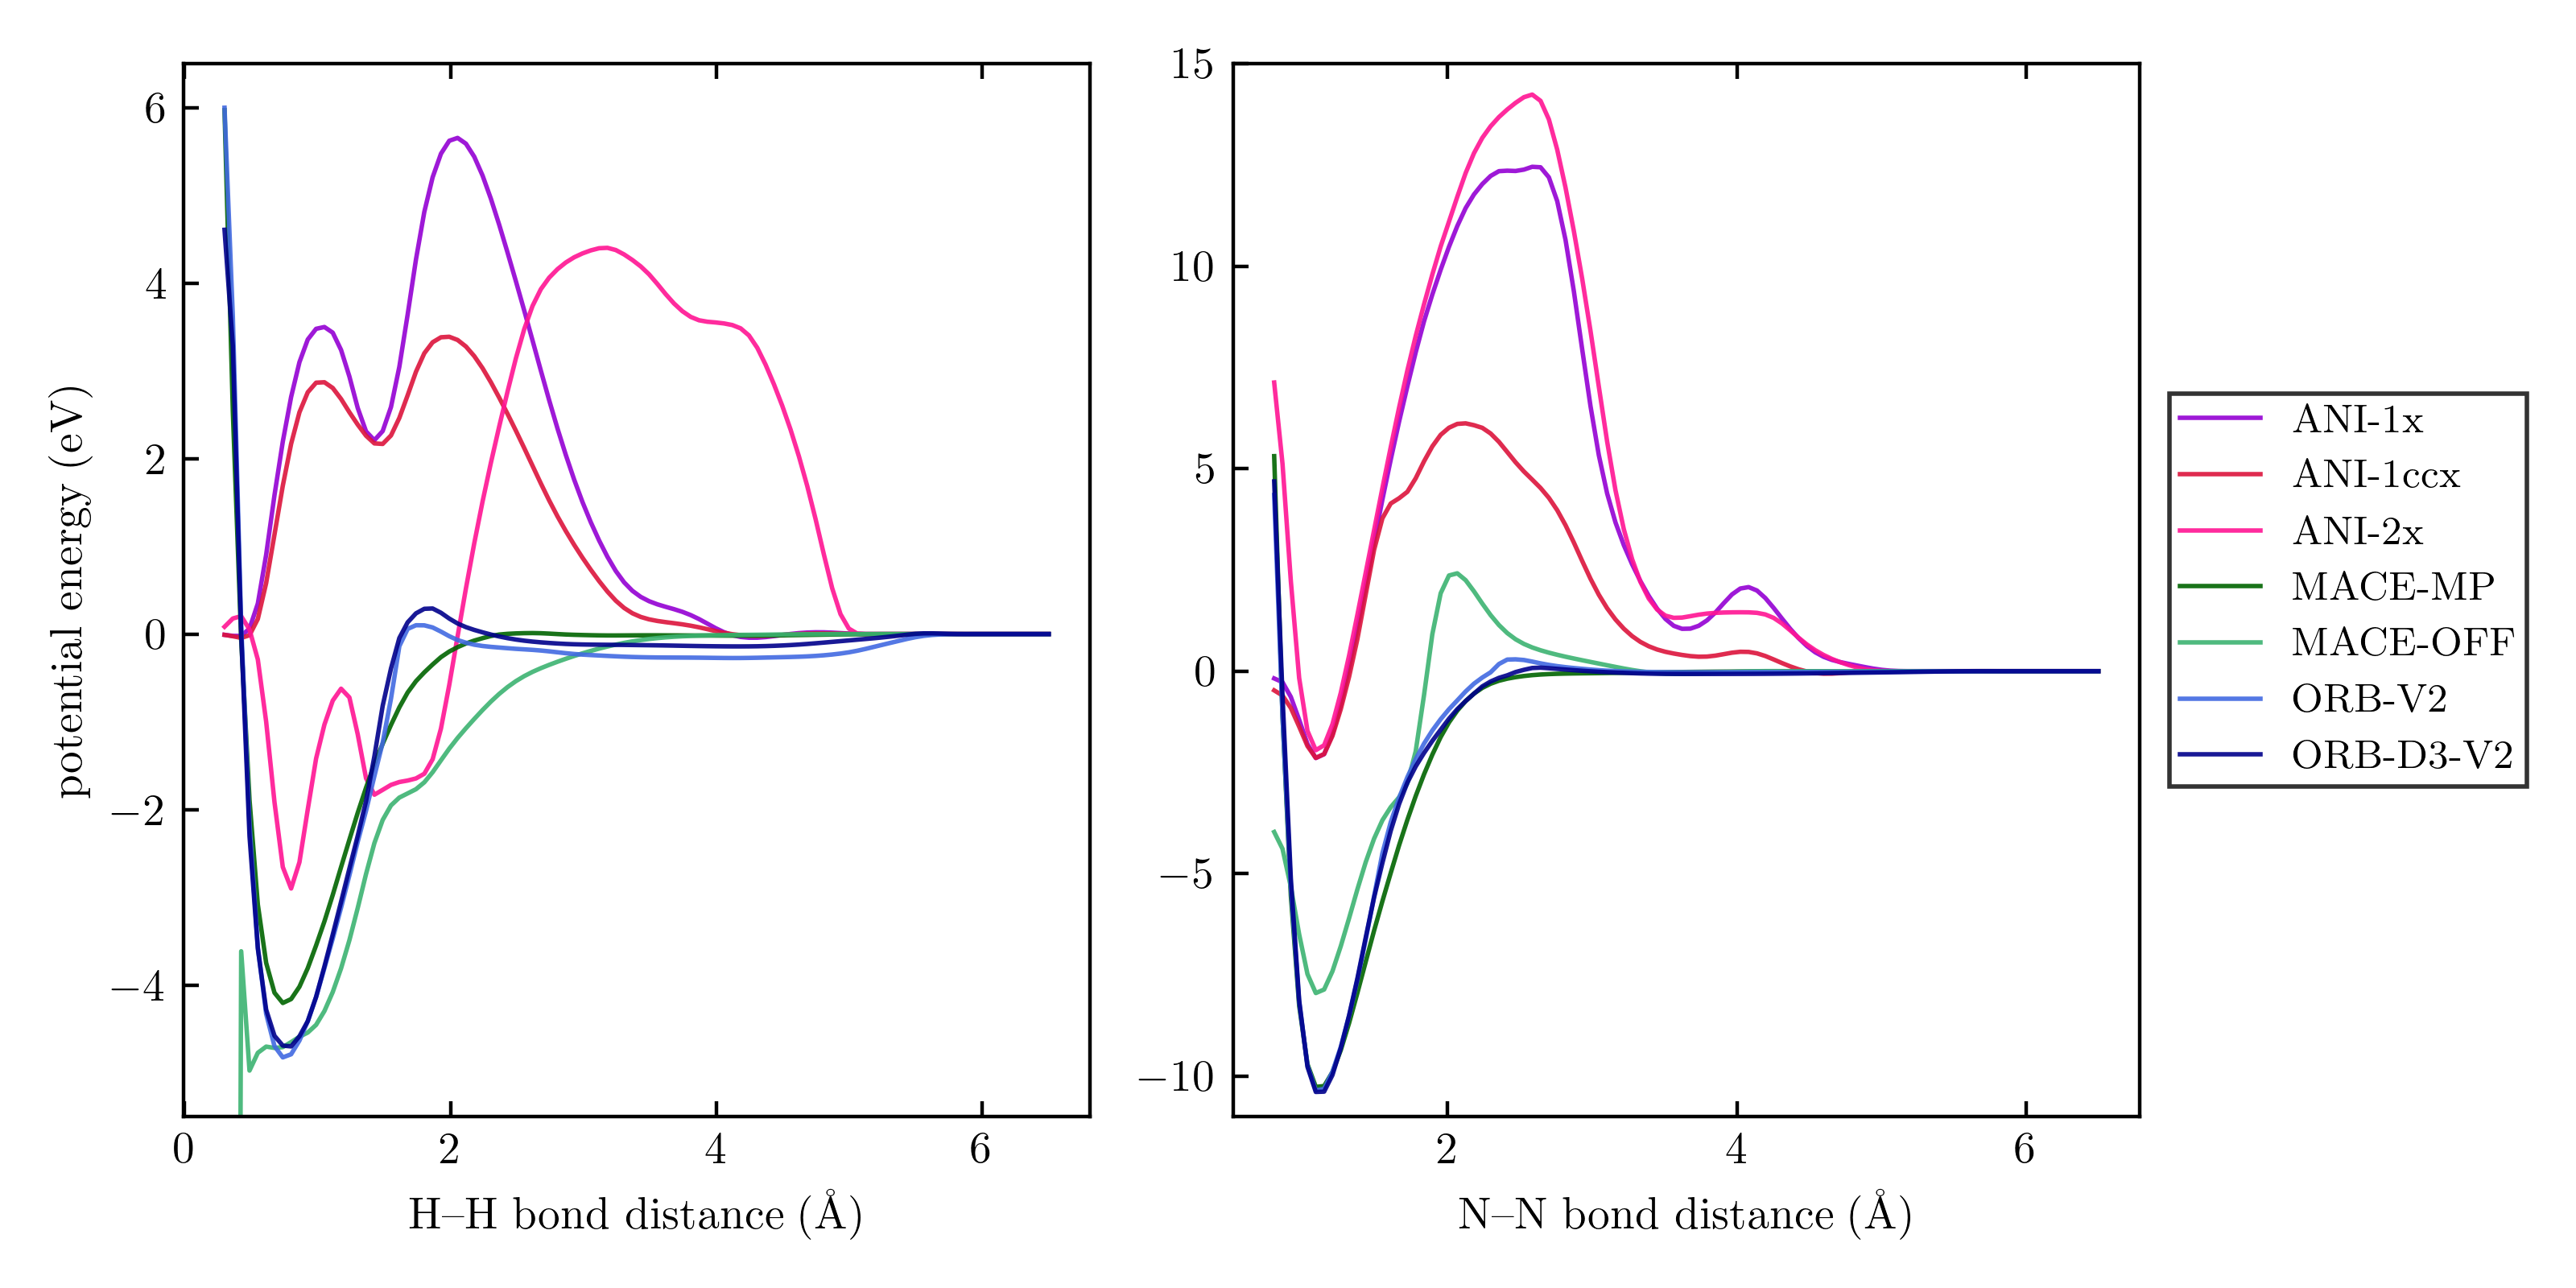 potential energy (eV)
6
4
2
0
−2
−4
0
2
4
6
H–H bond distance (Å)
15
10
5
0
−5
−10
2
4
6
N–N bond distance (Å)
ANI-1x
ANI-1ccx
ANI-2x
MACE-MP
MACE-OFF
ORB-V2
ORB-D3-V2